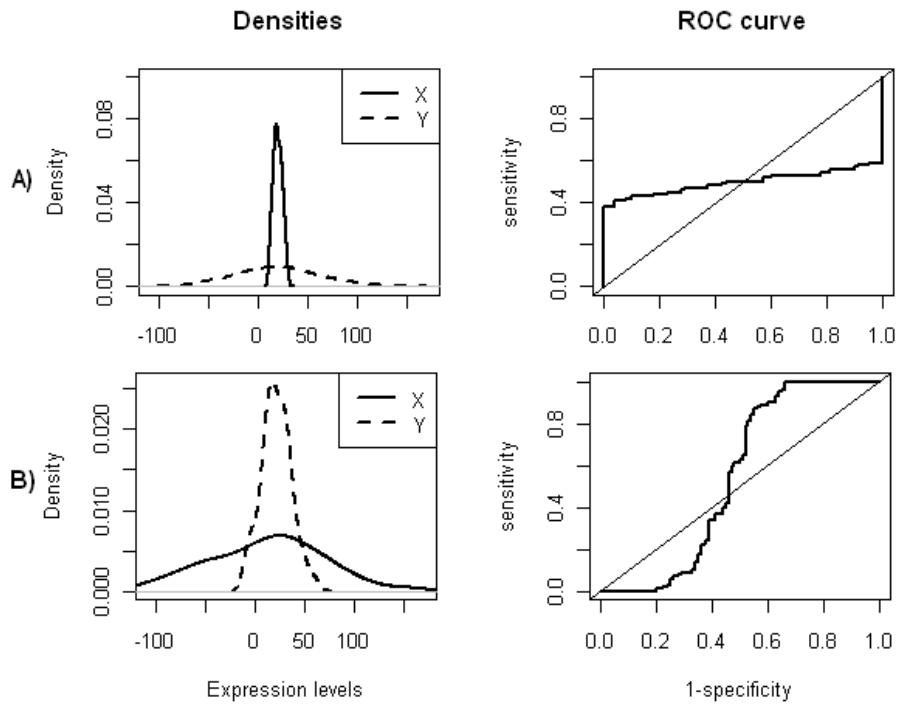 Densities
ROC curve
A)
Density
0.00 0.04 0.08
-100 0 50 100
X
Y
sensitivity
0.0 0.4 0.8
0.0 0.2 0.4 0.6 0.8 1.0
B)
Density
0.000 0.010 0.020
-100 0 50 100
X
Y
sensitivity
0.0 0.4 0.8
0.0 0.2 0.4 0.6 0.8 1.0
Expression levels
1-specificity